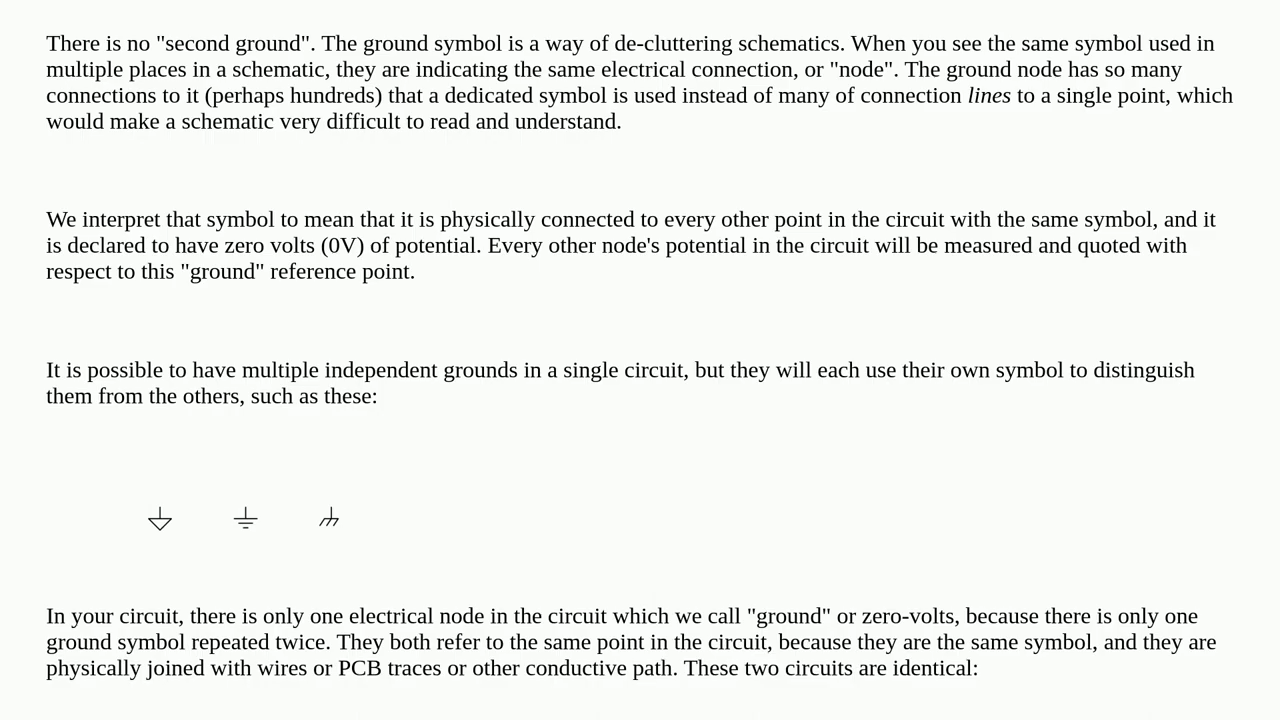 There is no "second ground". The ground symbol is a way of de-cluttering schematics. When you see the same symbol used in
multiple places in a schematic, they are indicating the same electrical connection, or "node". The ground node has so many
connections to it (perhaps hundreds) that a dedicated symbol is used instead of many of connection lines to a single point, which
would make a schematic very difficult to read and understand.
We interpret that symbol to mean that it is physically connected to every other point in the circuit with the same symbol, and it
is declared to have zero volts (0V) of potential. Every other node's potential in the circuit will be measured and quoted with
respect to this "ground" reference point.
It is possible to have multiple independent grounds in a single circuit, but they will each use their own symbol to distinguish
them from the others, such as these:
In your circuit, there is only one electrical node in the circuit which we call "ground" or zero-volts, because there is only one
ground symbol repeated twice. They both refer to the same point in the circuit, because they are the same symbol, and they are
physically joined with wires or PCB traces or other conductive path. These two circuits are identical: